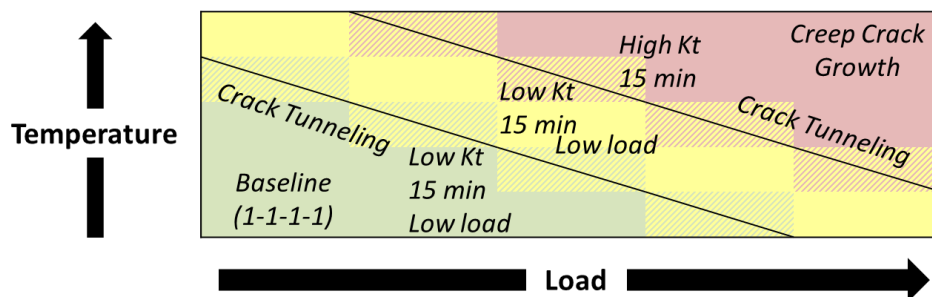 High Kt
15 min
Creep Crack
Growth
Crack Tunneling
Low Kt
15 min
Low load
Crack Tunneling
Temperature
Low Kt
15 min
Low load
Baseline
(1-1-1-1)
Load